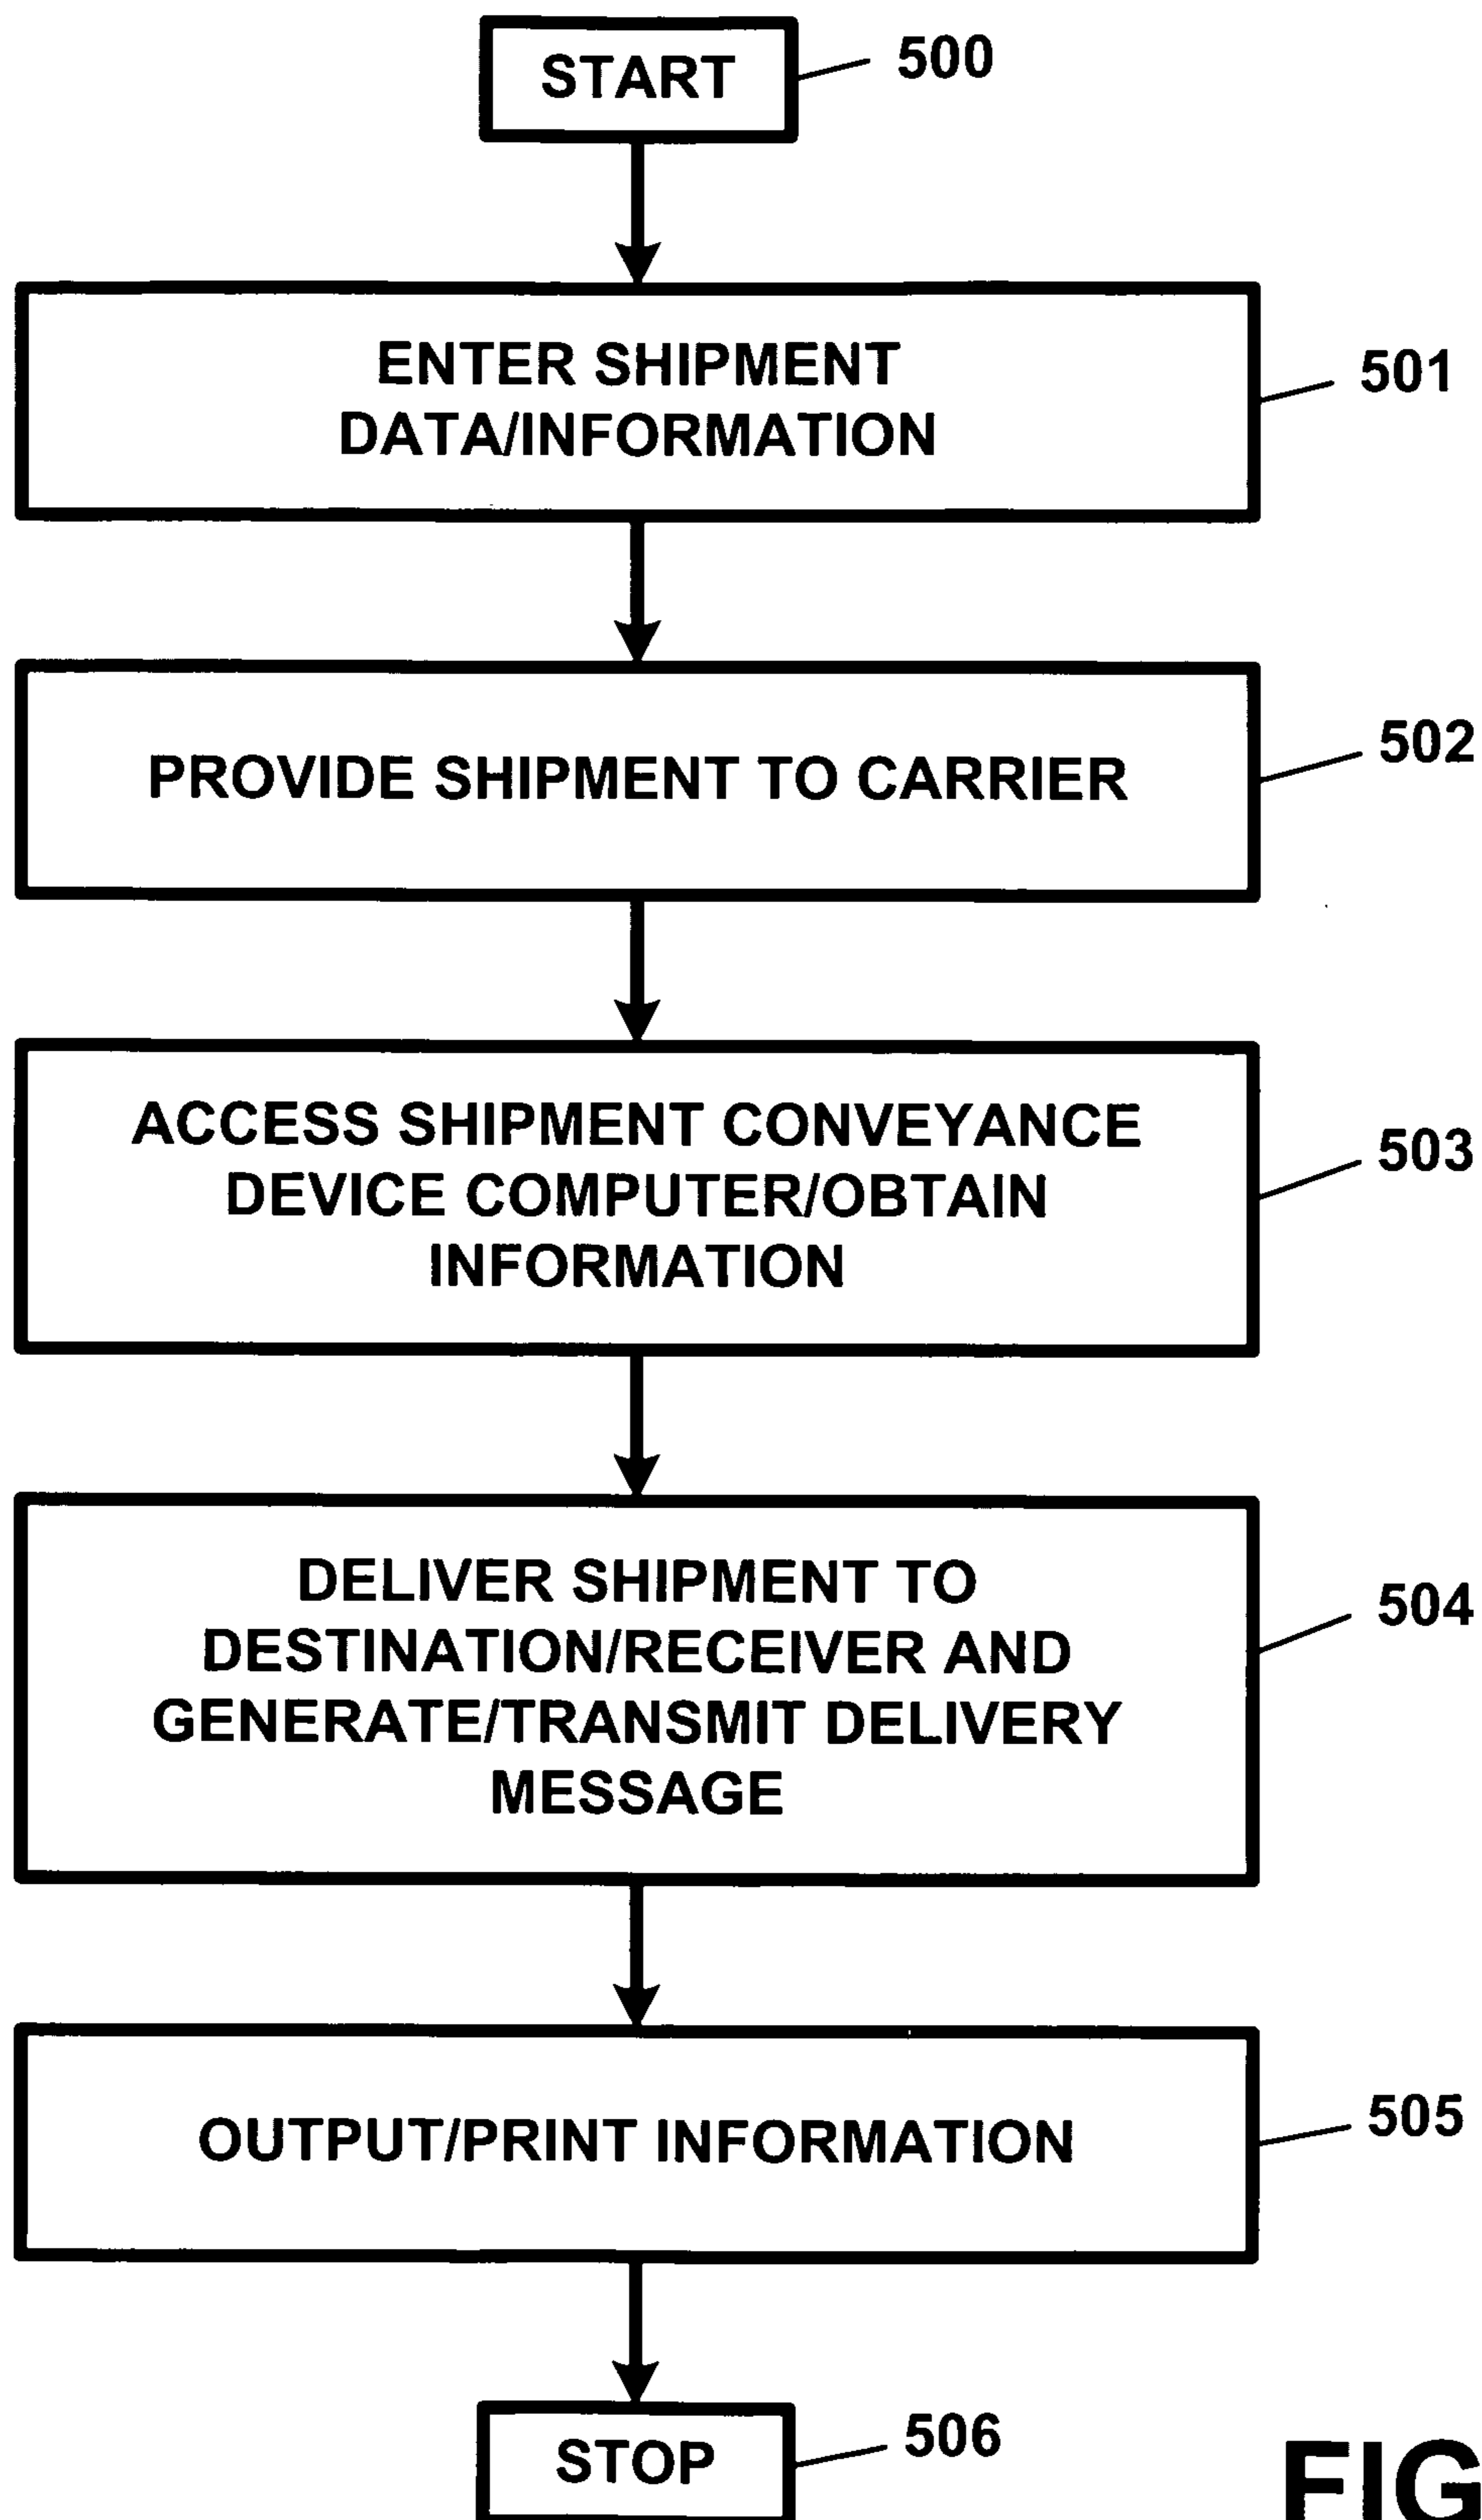 START
500
ENTER SHIPMENT
DATA/INFORMATION
501
PROVIDE SHIPMENT TO CARRIER
502
ACCESS SHIPMENT CONVEYANCE
DEVICE COMPUTER/OBTAIN
INFORMATION
503
DELIVER SHIPMENT TO
DESTINATION/RECEIVER AND
GENERATE/TRANSMIT DELIVERY
MESSAGE
504
OUTPUT/PRINT INFORMATION
505
STOP
506
FIG